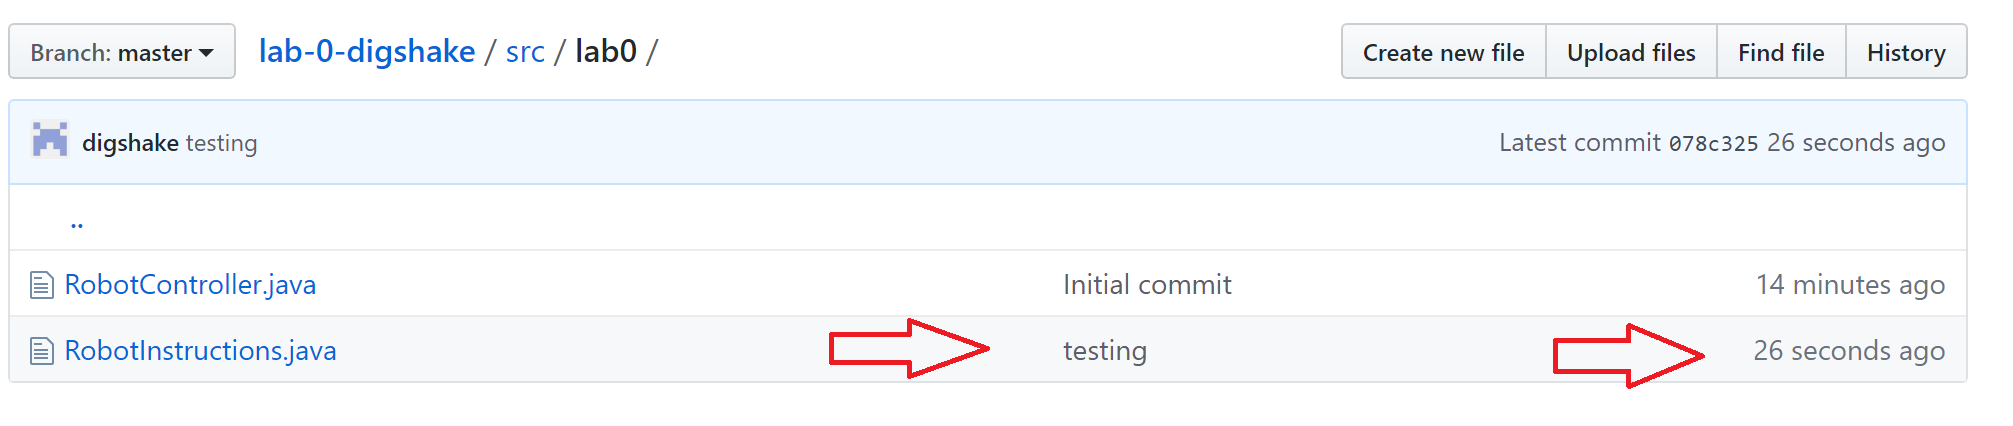 Branch: master
lab-0-digshake / src / lab0 /
Create new file
Upload files
Find file
History
digshake testing
Latest commit 078c325 26 seconds ago
..
RobotController.java Initial commit 14 minutes ago
RobotInstructions.java testing 26 seconds ago